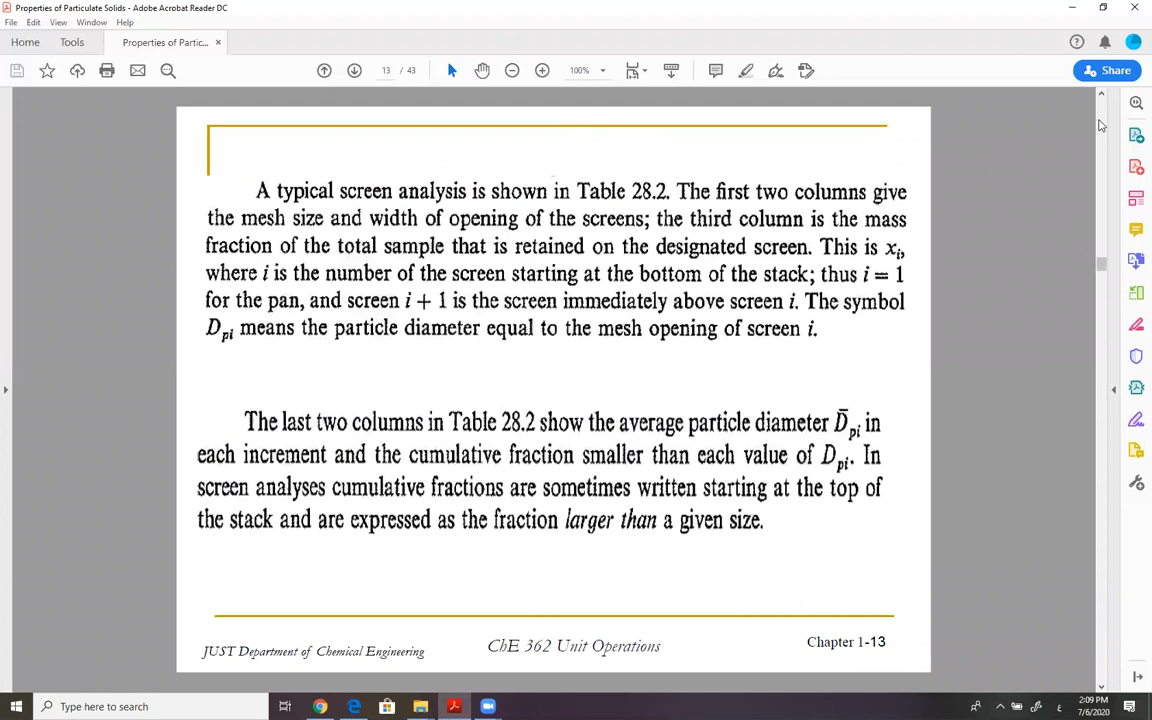 Properties of Particulate Solids - Adobe Acrobat Reader DC
File Edit View Window Help
Home Tools Properties of Partic... ×
13 / 43 100% Share
A typical screen analysis is shown in Table 28.2. The first two columns give
the mesh size and width of opening of the screens; the third column is the mass
fraction of the total sample that is retained on the designated screen. This is xi,
where i is the number of the screen starting at the bottom of the stack; thus i = 1
for the pan, and screen i + 1 is the screen immediately above screen i. The symbol
Dpi means the particle diameter equal to the mesh opening of screen i.
The last two columns in Table 28.2 show the average particle diameter D̄pi in
each increment and the cumulative fraction smaller than each value of Dpi. In
screen analyses cumulative fractions are sometimes written starting at the top of
the stack and are expressed as the fraction larger than a given size.
JUST Department of Chemical Engineering ChE 362 Unit Operations Chapter 1-13
Type here to search ع 2:09 PM
7/6/2020